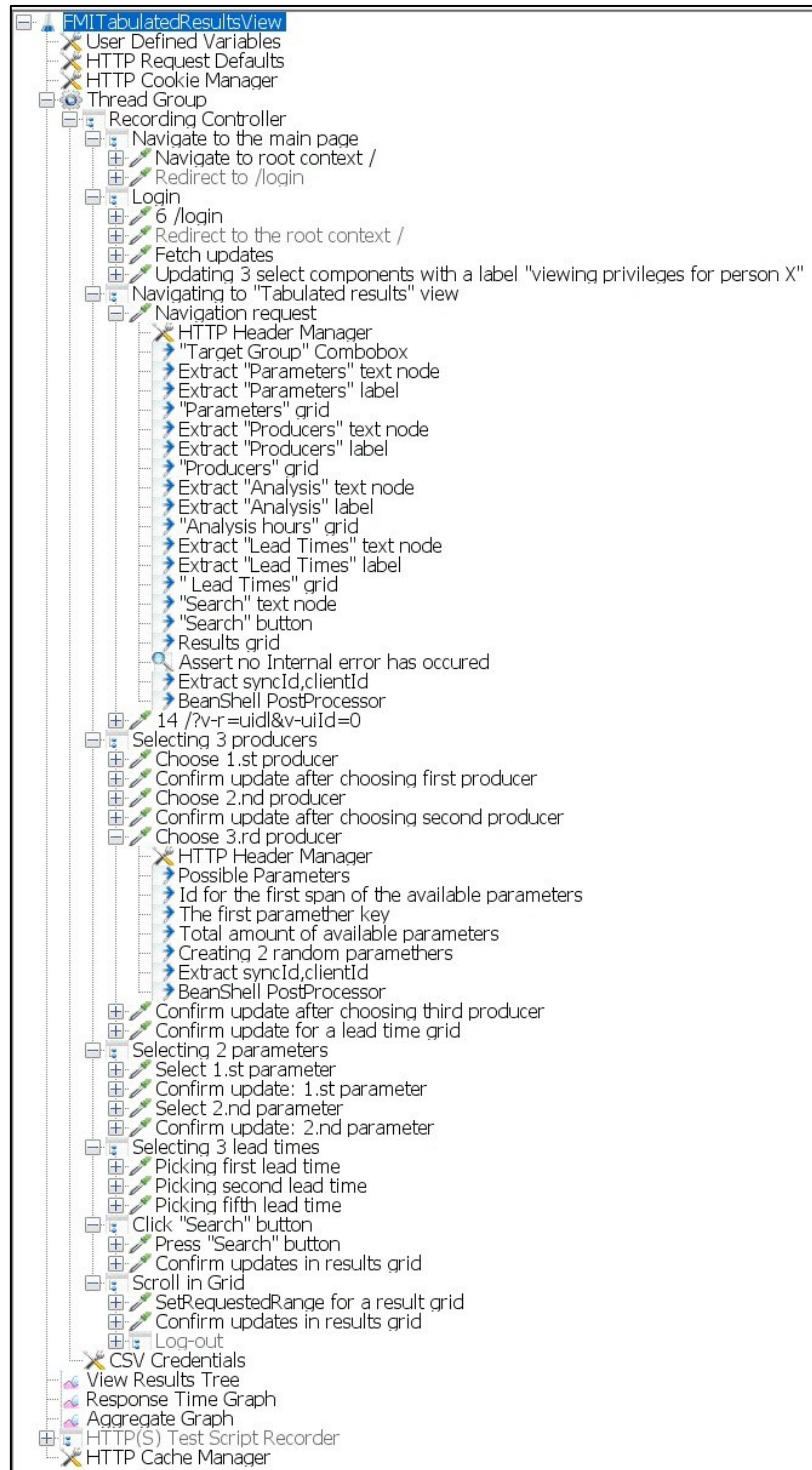 FMITabulatedResultsView
User Defined Variables
HTTP Request Defaults
HTTP Cookie Manager
Thread Group
Recording Controller
Navigate to the main page
Navigate to root context /
Redirect to /login
Login
6 /login
Redirect to the root context /
Fetch updates
Updating 3 select components with a label "viewing privileges for person X"
Navigating to "Tabulated results" view
Navigation request
HTTP Header Manager
"Target Group" Combobox
Extract "Parameters" text node
Extract "Parameters" label
"Parameters" grid
Extract "Producers" text node
Extract "Producers" label
"Producers" grid
Extract "Analysis" text node
Extract "Analysis" label
"Analysis hours" grid
Extract "Lead Times" text node
Extract "Lead Times" label
" Lead Times" grid
"Search" text node
"Search" button
Results grid
Assert no Internal error has occured
Extract syncId,clientId
BeanShell PostProcessor
14 /?v-r=uidl&v-uiId=0
Selecting 3 producers
Choose 1.st producer
Confirm update after choosing first producer
Choose 2.nd producer
Confirm update after choosing second producer
Choose 3.rd producer
HTTP Header Manager
Possible Parameters
Id for the first span of the available parameters
The first paramether key
Total amount of available parameters
Creating 2 random paramethers
Extract syncId,clientId
BeanShell PostProcessor
Confirm update after choosing third producer
Confirm update for a lead time grid
Selecting 2 parameters
Select 1.st parameter
Confirm update: 1.st parameter
Select 2.nd parameter
Confirm update: 2.nd parameter
Selecting 3 lead times
Picking first lead time
Picking second lead time
Picking fifth lead time
Click "Search" button
Press "Search" button
Confirm updates in results grid
Scroll in Grid
SetRequestedRange for a result grid
Confirm updates in results grid
Log-out
CSV Credentials
View Results Tree
Response Time Graph
Aggregate Graph
HTTP(S) Test Script Recorder
HTTP Cache Manager